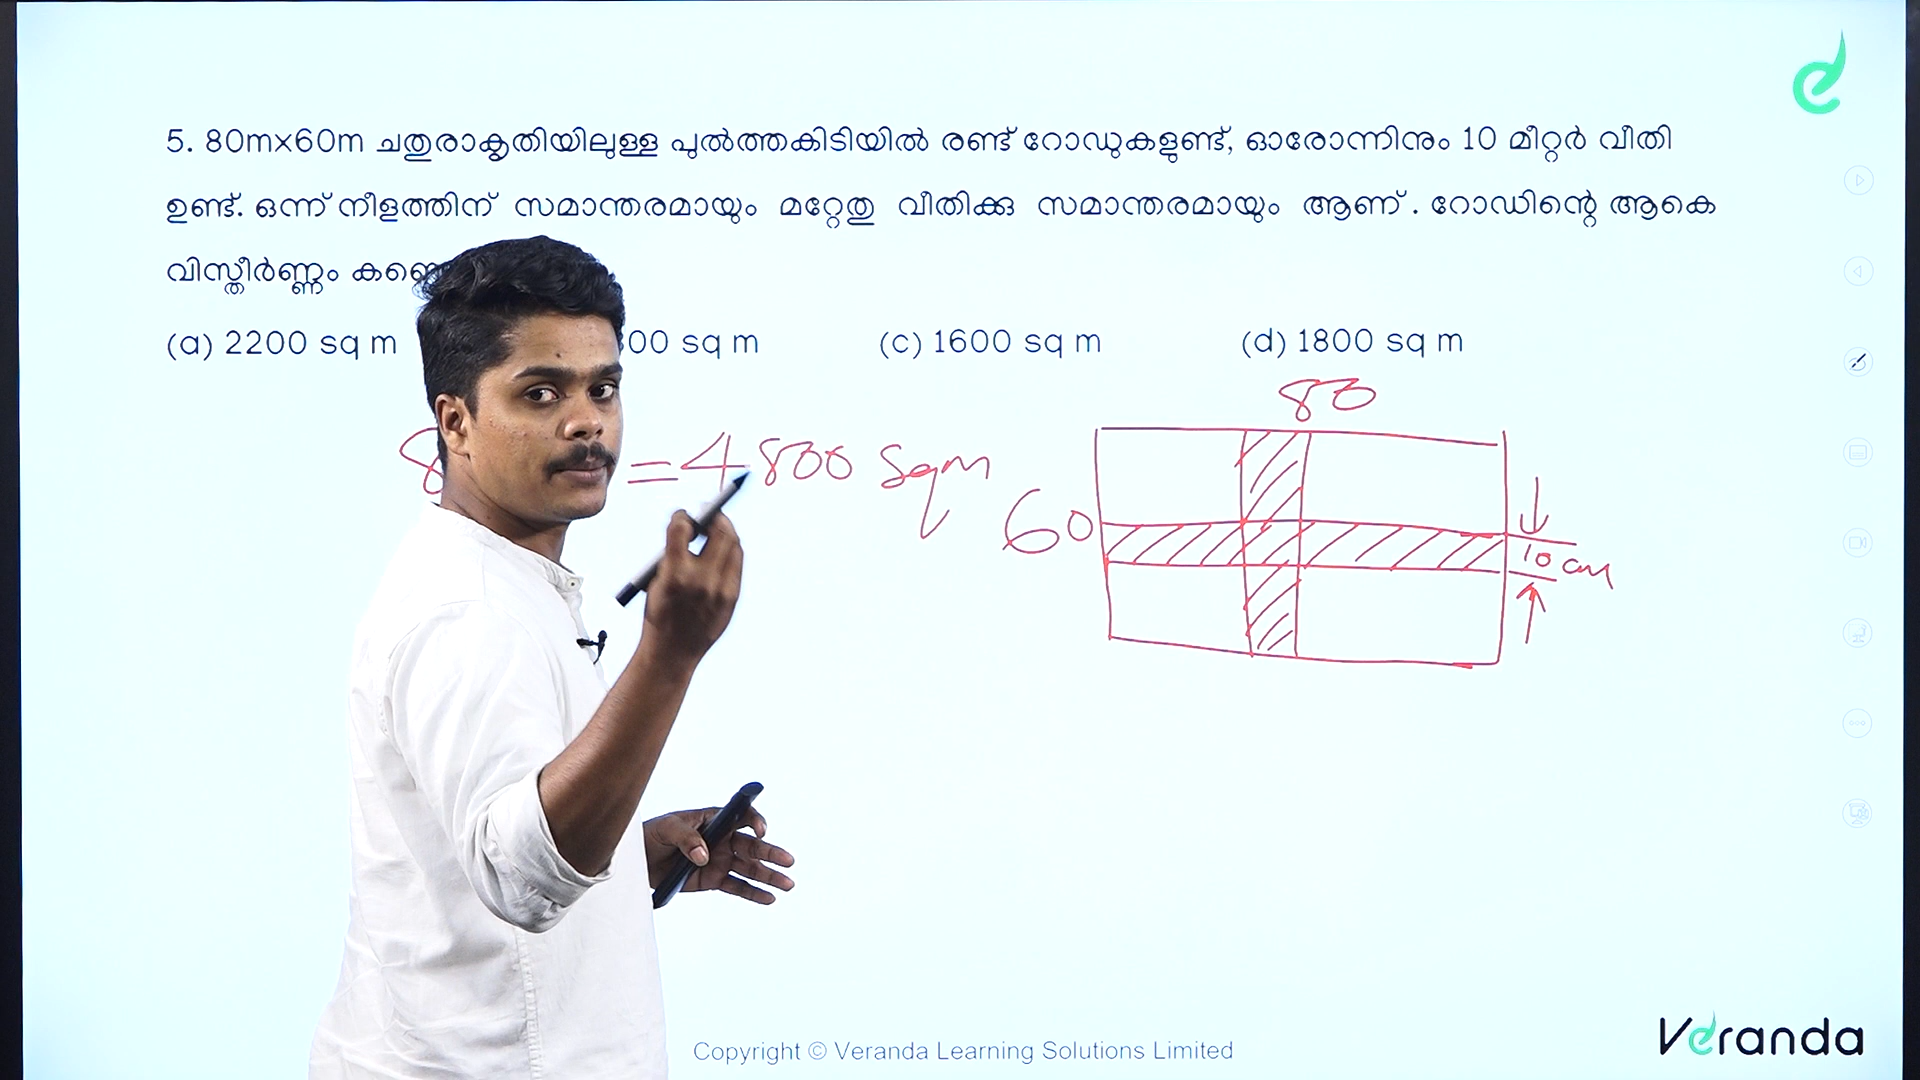 5. 80mx60m ചതുരാകൃതിയിലുള്ള പുൽത്തകിടിയിൽ രണ്ട് റോഡുകളുണ്ട്, ഓരോന്നിനും 10 മീറ്റർ വീതി
ഉണ്ട്. ഒന്ന് നീളത്തിന് സമാന്തരമായും മറ്റേതു വീതിക്കു സമാന്തരമായും ആണ് . റോഡിന്റെ ആകെ
വിസ്തീർണ്ണം
(a) 2200 sq m 00 sq m (c) 1600 sq m (d) 1800 sq m
80
8 = 4800 sqm
60
10 cm
Copyright © Veranda Learning Solutions Limited
Veranda